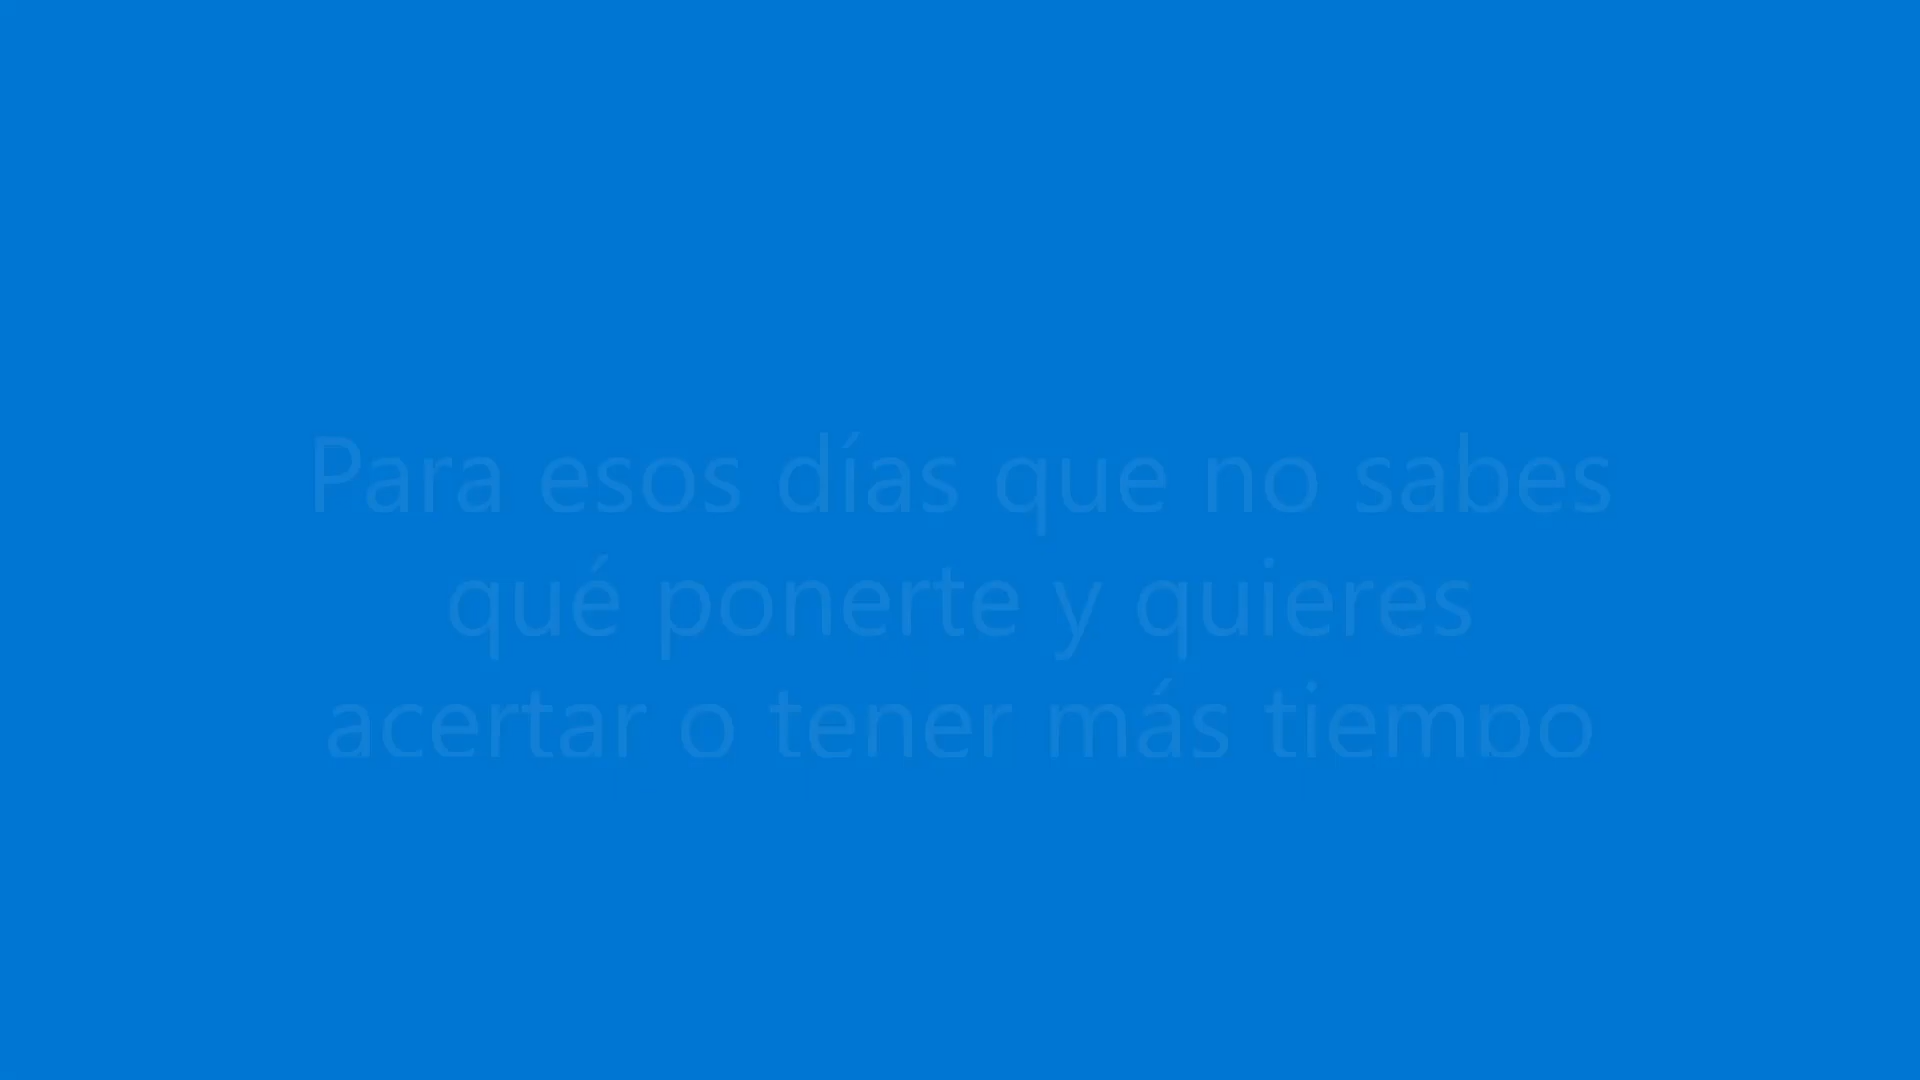 Para esos días que no sabes
qué ponerte y quieres
acertar o tener más tiempo